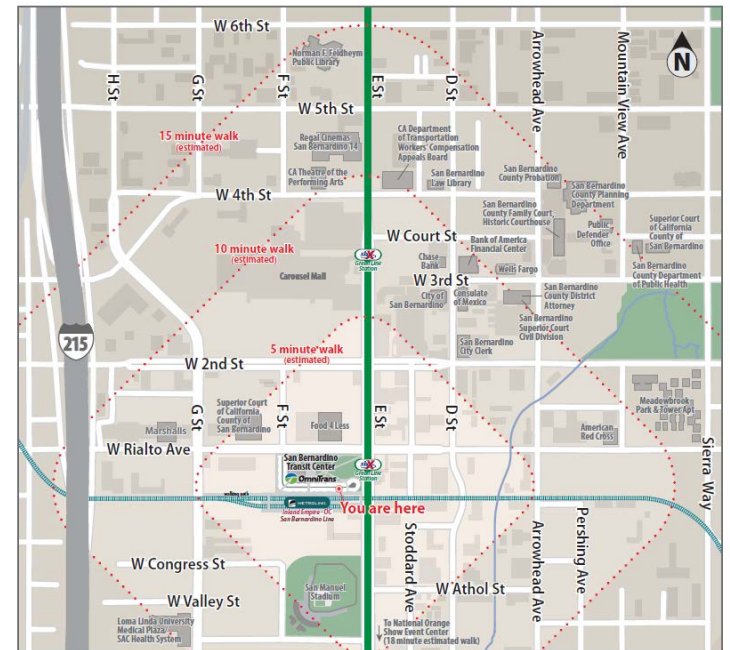 W 6th St
Norman F. Feldheym
Public Library
H St
G St
F St
E St
D St
Arrowhead Ave
Mountain View Ave
N
W 5th St
15 minute walk
(estimated)
Regal Cinemas
San Bernardino 14
CA Department
of Transportation
Workers' Compensation
Appeals Board
CA Theatre of the
Performing Arts
San Bernardino
Law Library
San Bernardino
County Probation
San Bernardino
County Planning
Department
W 4th St
San Bernardino
County Family Court
Historic Courthouse
Public
Defender
Office
Superior Court
of California
County of
San Bernardino
10 minute walk
(estimated)
W Court St
Bank of America
Financial Center
Chase
Bank
Green Line
Station
Wells Fargo
San Bernardino
County Department
of Public Health
Carousel Mall
W 3rd St
City of
San Bernardino
Consulate
of Mexico
San Bernardino
County District
Attorney
San Bernardino
Superior Court
Civil Division
215
5 minute walk
(estimated)
San Bernardino
City Clerk
W 2nd St
G St
F St
E St
D St
Superior Court
of California
County of
San Bernardino
Food 4 Less
Marshalls
Meadowbrook
Park & Tower Apt
American
Red Cross
Sierra Way
W Rialto Ave
San Bernardino
Transit Center
OmniTrans
Green Line
Station
METROLINK
Inland Empire - OC
San Bernardino Line
You are here
Stoddard Ave
Arrowhead Ave
Pershing Ave
W Congress St
San Manuel
Stadium
W Athol St
W Valley St
Loma Linda University
Medical Plaza/
SAC Health System
To National Orange
Show Event Center
(18 minute estimated walk)